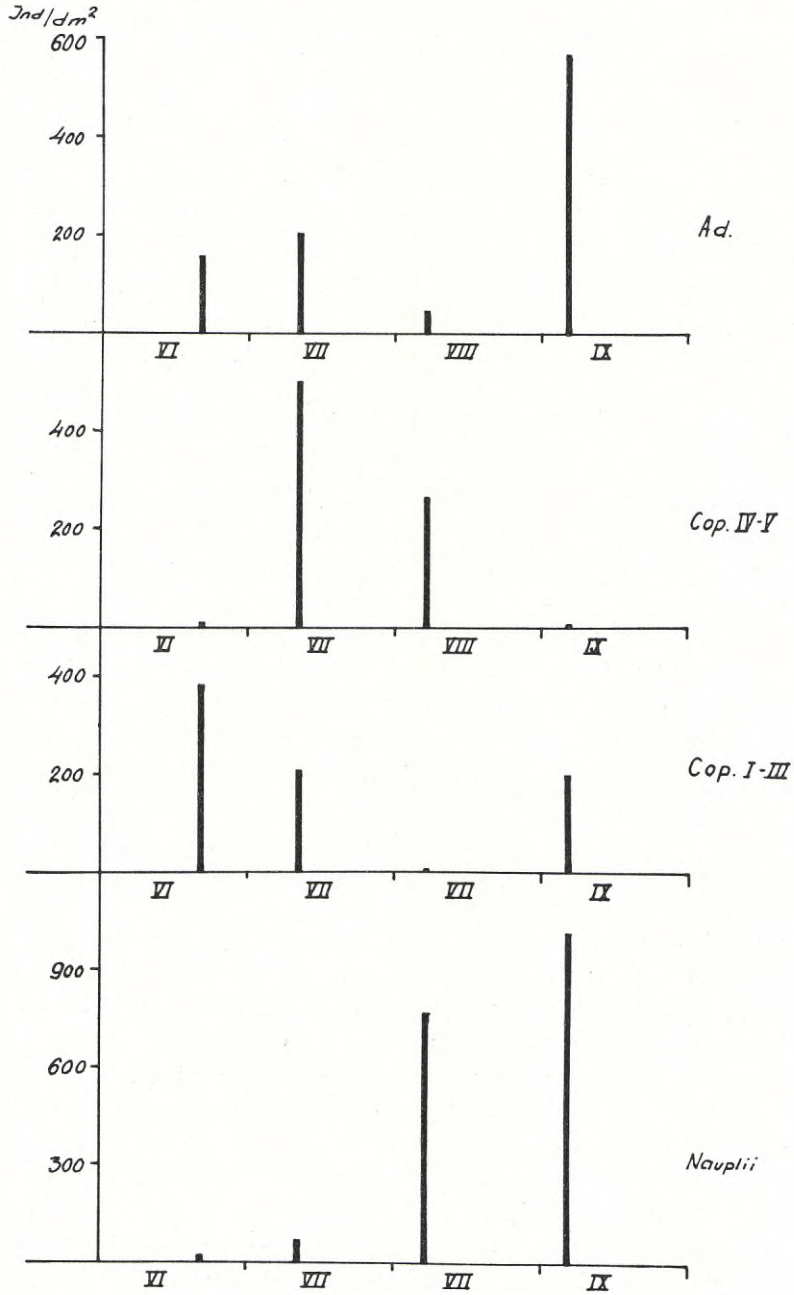 Ind/dm²
600
400
200
Ad.
VI VII VIII IX
400
200
Cop. IV-V
VI VII VIII IX
400
200
Cop. I-III
VI VII VII IX
900
600
300
Nauplii
VI VII VII IX